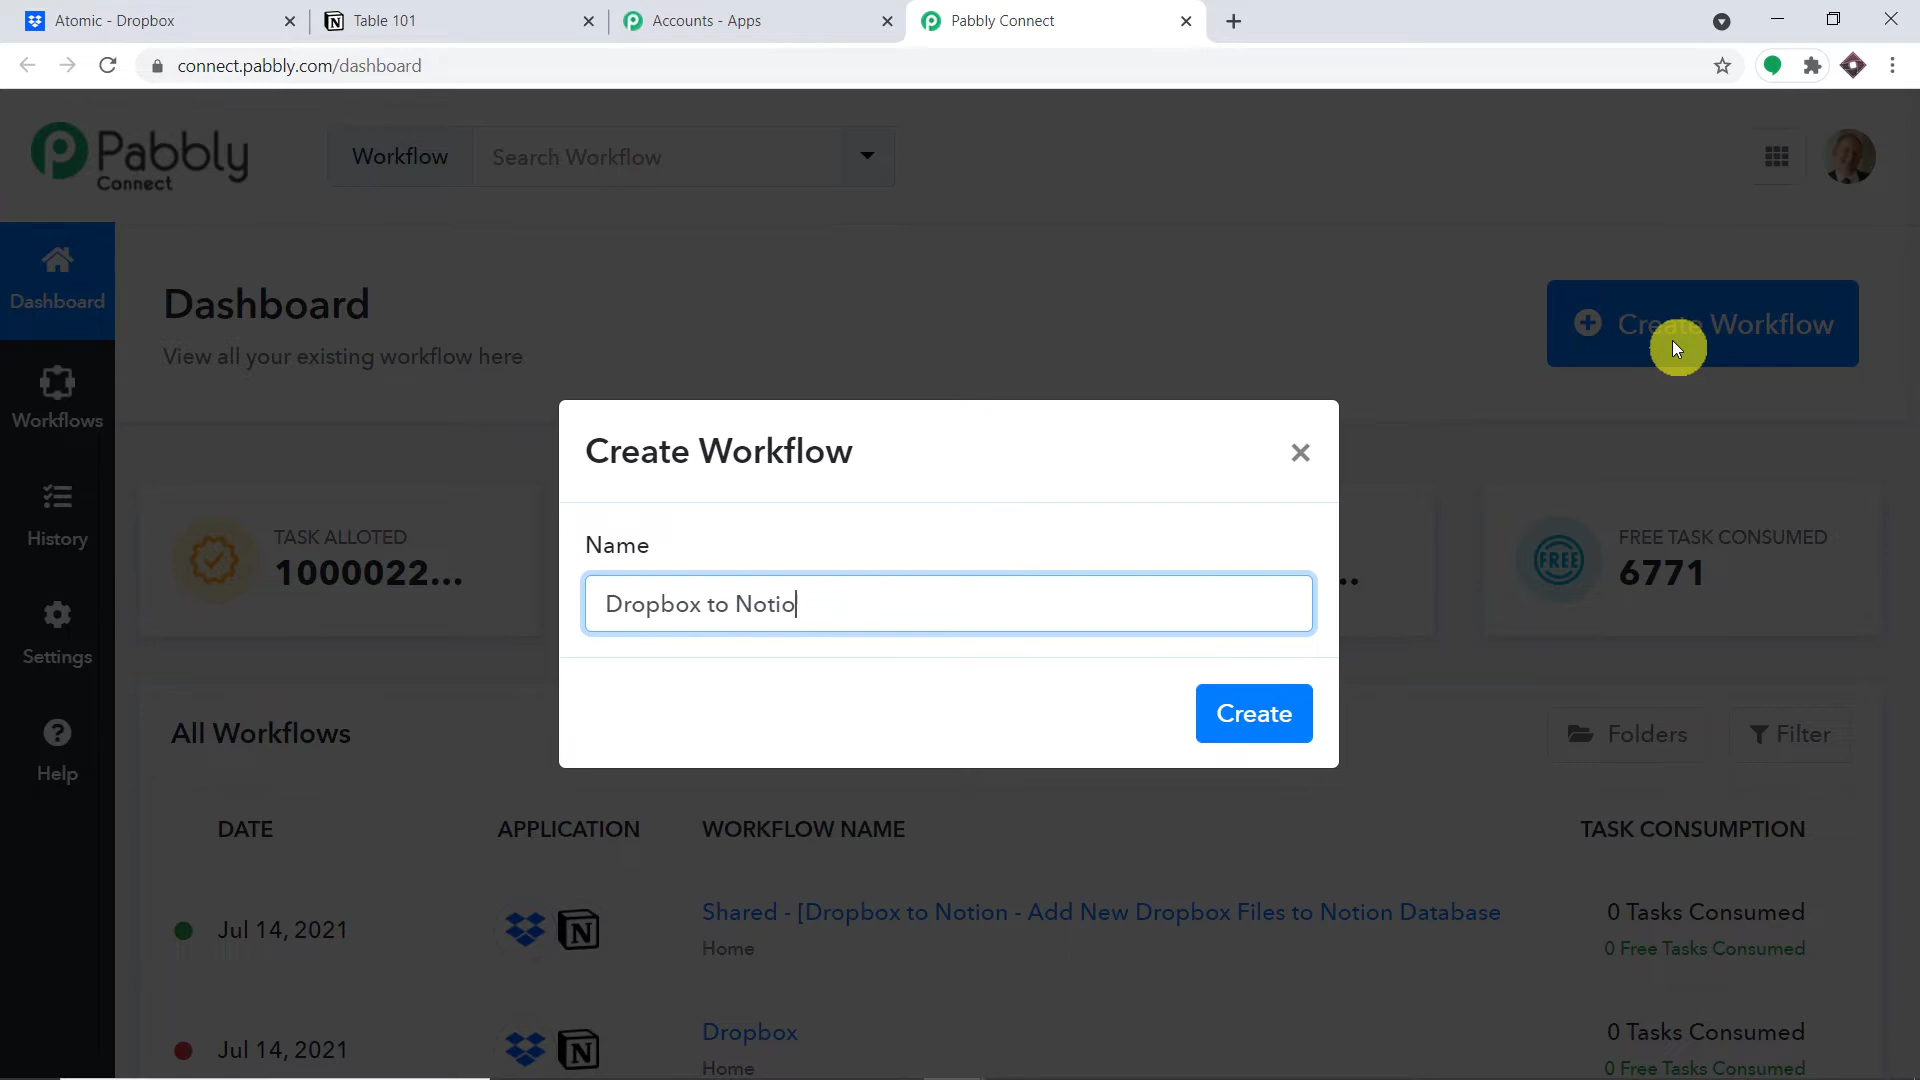 Atomic - Dropbox
Table 101
Accounts - Apps
Pabbly Connect
connect.pabbly.com/dashboard
Pabbly
Connect
Workflow
Search Workflow
Dashboard
Workflows
History
Settings
Help
Dashboard
View all your existing workflow here
Create Workflow
Create Workflow
Name
Dropbox to Notio
Create
TASK ALLOTED
1000022...
..
FREE
FREE TASK CONSUMED
6771
All Workflows
Folders
Filter
DATE APPLICATION WORKFLOW NAME TASK CONSUMPTION
Jul 14, 2021
Shared - [Dropbox to Notion - Add New Dropbox Files to Notion Database
Home
0 Tasks Consumed
0 Free Tasks Consumed
Jul 14, 2021
Dropbox
Home
0 Tasks Consumed
0 Free Tasks Consumed